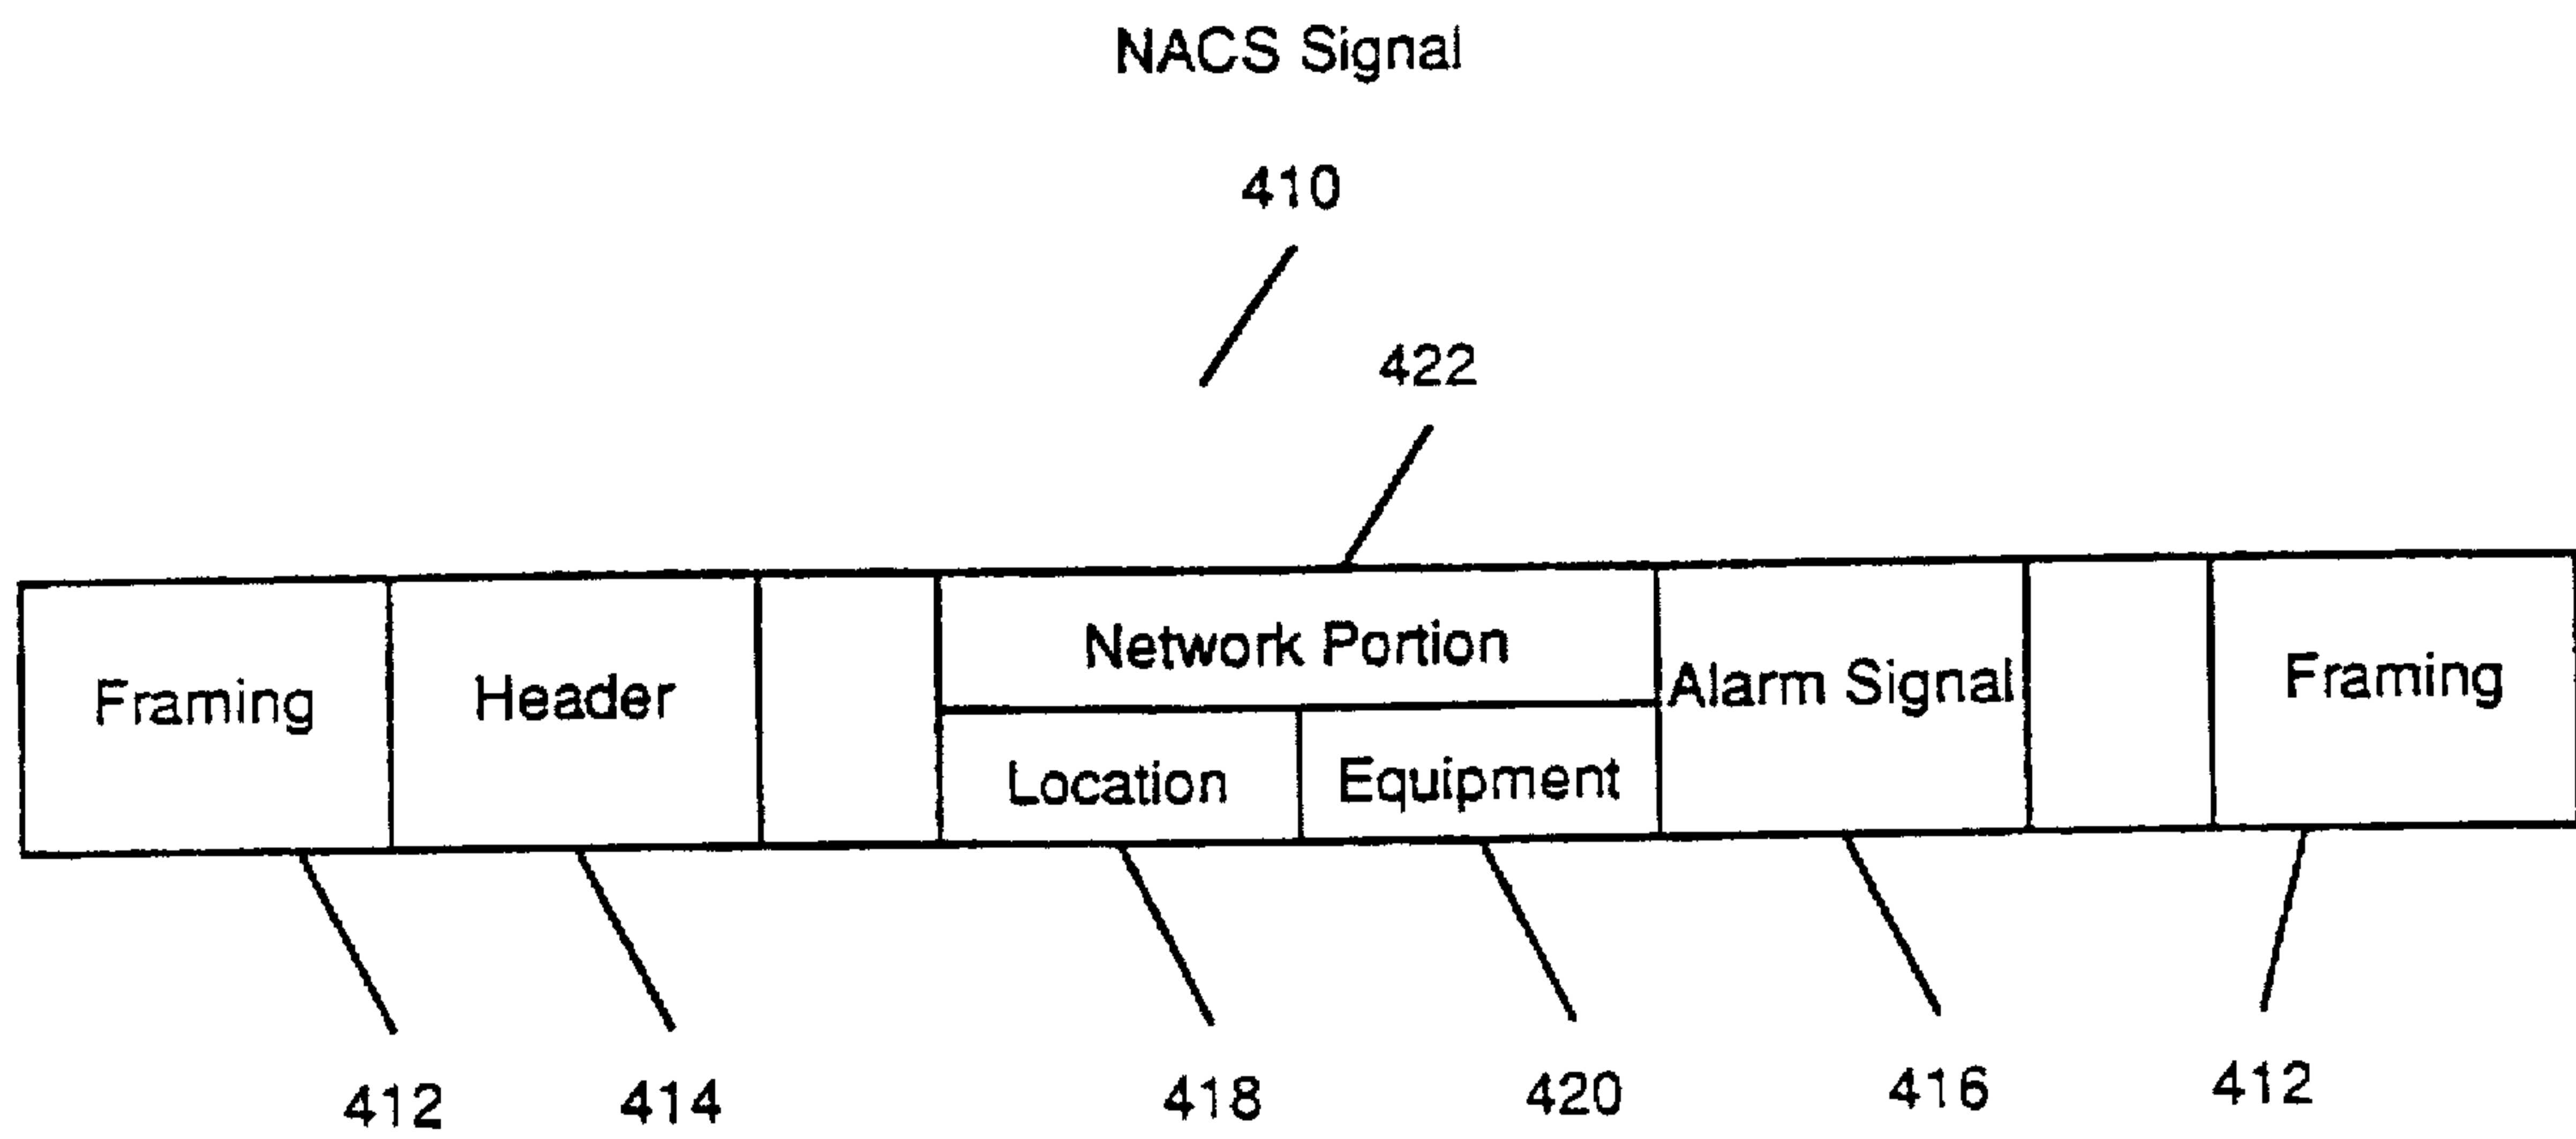 NACS Signal
410
422
Framing
Header
Network Portion
Location
Equipment
Alarm Signal
Framing
412
414
418
420
416
412